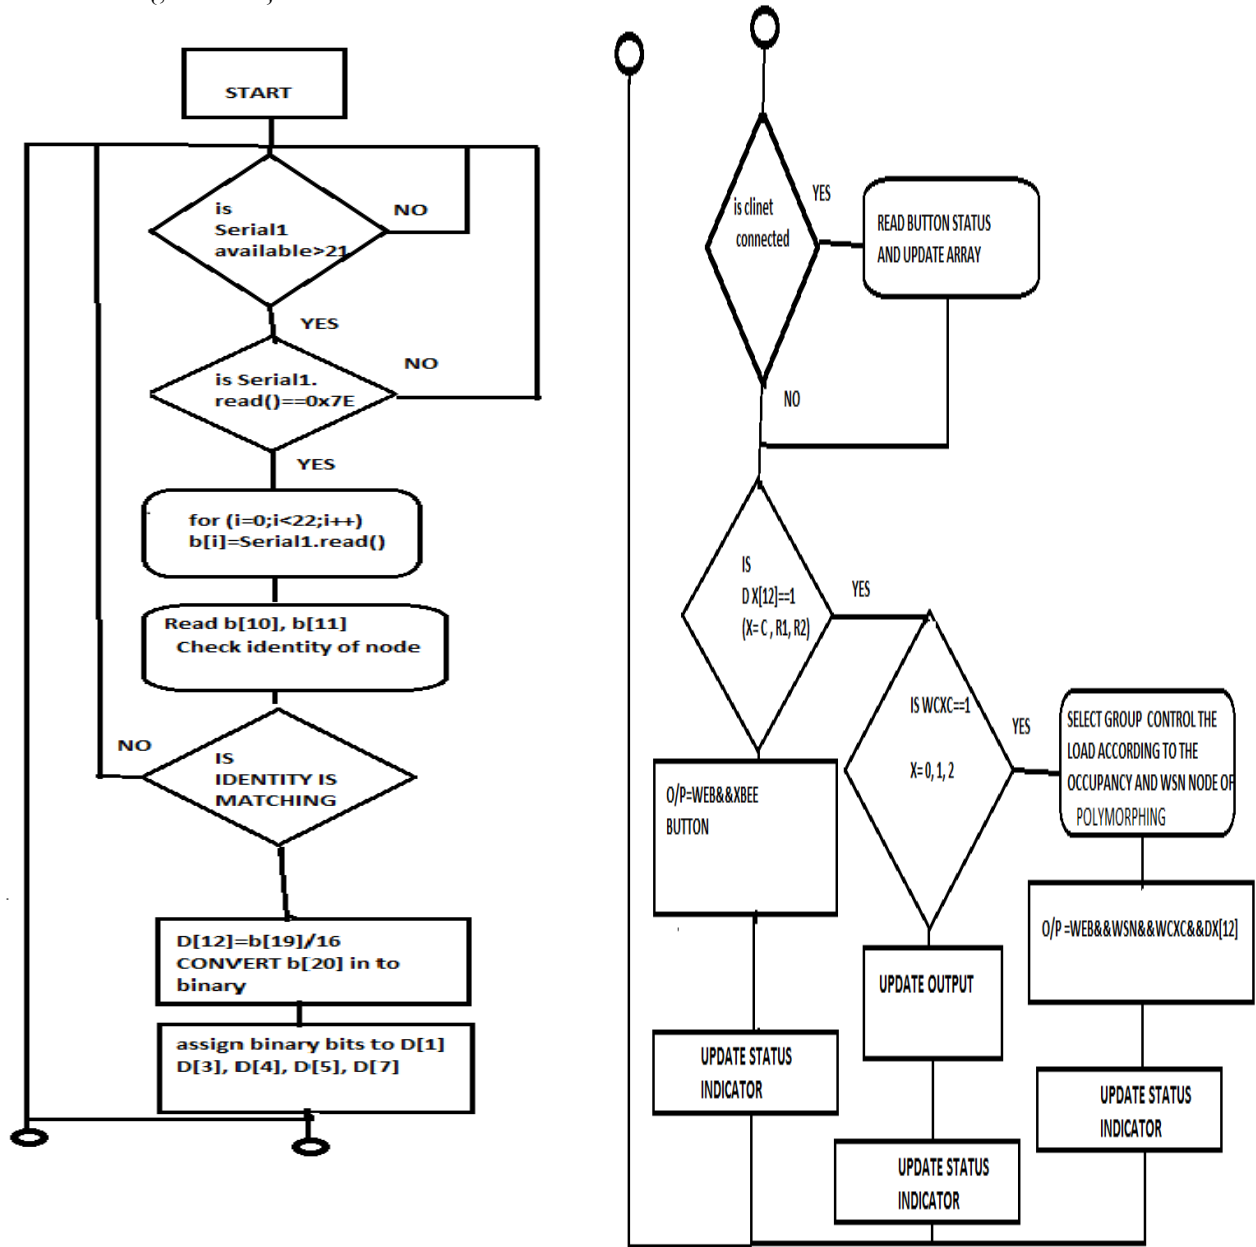 START
is
Serial1
available>21
NO
YES
is Serial1.
read()==0x7E
NO
YES
for (i=0;i<22;i++)
b[i]=Serial1.read()
Read b[10], b[11]
Check identity of node
NO
IS
IDENTITY IS
MATCHING
D[12]=b[19]/16
CONVERT b[20] in to
binary
assign binary bits to D[1]
D[3], D[4], D[5], D[7]
is clinet
connected
YES
READ BUTTON STATUS
AND UPDATE ARRAY
NO
IS
D X[12]==1
(X= C , R1, R2)
YES
IS WCXC==1
X= 0, 1, 2
YES
SELECT GROUP CONTROL THE
LOAD ACCORDING TO THE
OCCUPANCY AND WSN NODE OF
POLYMORPHING
O/P=WEB&&XBEE
BUTTON
O/P =WEB&&WSN&&WCXC&&DX[12]
UPDATE OUTPUT
UPDATE STATUS
INDICATOR
UPDATE STATUS
INDICATOR
UPDATE STATUS
INDICATOR